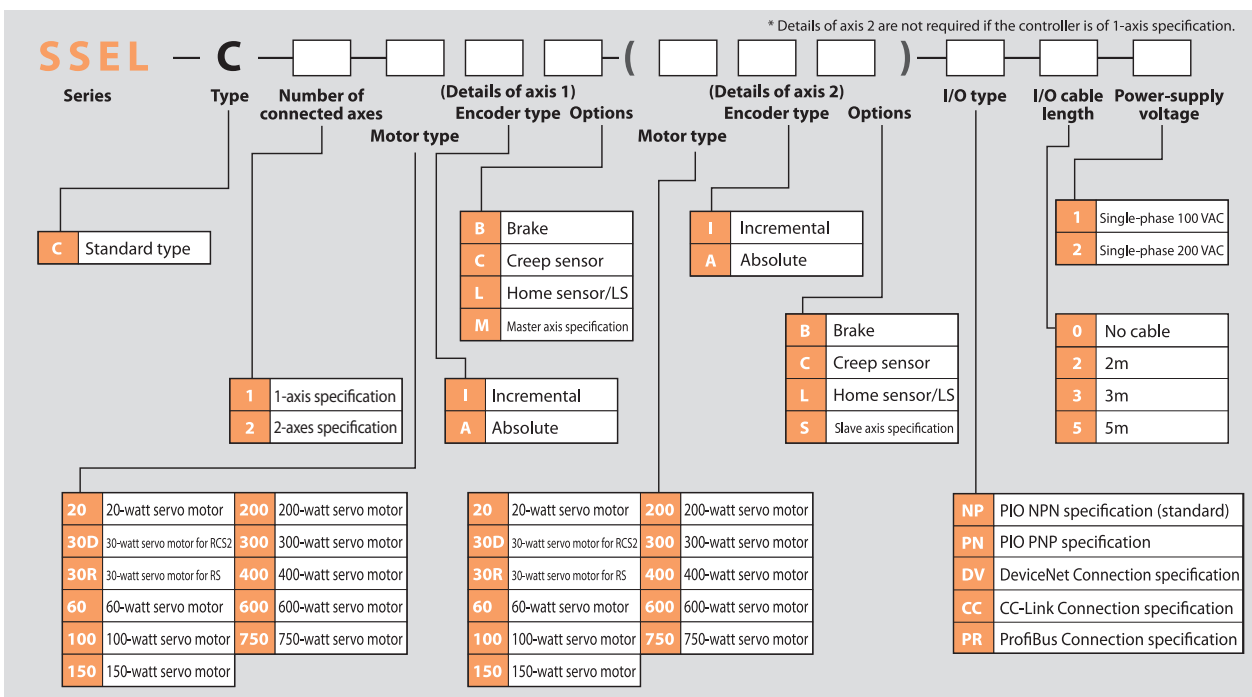 * Details of axis 2 are not required if the controller is of 1-axis specification.
SSEL – C – ( ) –
Series
Type
Number of
connected axes
(Details of axis 1)
Motor type
Encoder type
Options
(Details of axis 2)
Motor type
Encoder type
Options
I/O type
I/O cable
length
Power-supply
voltage
C Standard type
1 1-axis specification
2 2-axes specification
B Brake
C Creep sensor
L Home sensor/LS
M Master axis specification
I Incremental
A Absolute
I Incremental
A Absolute
B Brake
C Creep sensor
L Home sensor/LS
S Slave axis specification
1 Single-phase 100 VAC
2 Single-phase 200 VAC
0 No cable
2 2m
3 3m
5 5m
20 20-watt servo motor 200 200-watt servo motor
30D 30-watt servo motor for RCS2 300 300-watt servo motor
30R 30-watt servo motor for RS 400 400-watt servo motor
60 60-watt servo motor 600 600-watt servo motor
100 100-watt servo motor 750 750-watt servo motor
150 150-watt servo motor
20 20-watt servo motor 200 200-watt servo motor
30D 30-watt servo motor for RCS2 300 300-watt servo motor
30R 30-watt servo motor for RS 400 400-watt servo motor
60 60-watt servo motor 600 600-watt servo motor
100 100-watt servo motor 750 750-watt servo motor
150 150-watt servo motor
NP PIO NPN specification (standard)
PN PIO PNP specification
DV DeviceNet Connection specification
CC CC-Link Connection specification
PR ProfiBus Connection specification